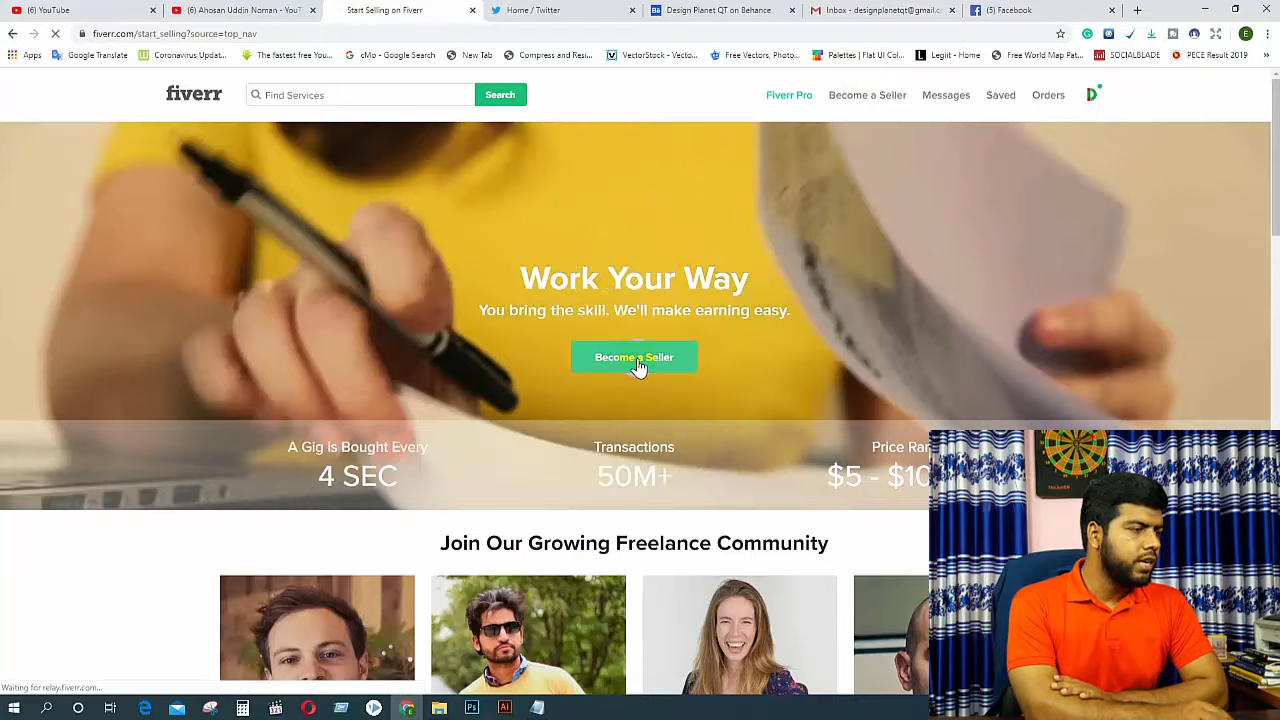 (6) YouTube
(6) Ahosan Uddin Noman - YouT
Start Selling on Fiverr
Home / Twitter
Design Planet QT on Behance
Inbox - designplanetqt@gmail.c
(5) Facebook
fiverr.com/start_selling?source=top_nav
Apps
Google Translate
Coronavirus Updat...
The fastest free You...
cMo - Google Search
New Tab
Compress and Resi...
VectorStock - Vecto...
Free Vectors, Photo...
Palettes | Flat UI Col...
Legiit - Home
Free World Map Pat...
SOCIALBLADE
PECE Result 2019
fiverr
Find Services
Search
Fiverr Pro
Become a Seller
Messages
Saved
Orders
Work Your Way
You bring the skill. We'll make earning easy.
Become a Seller
A Gig is Bought Every
Transactions
Price Ran
4 SEC
50M+
$5 - $10
Join Our Growing Freelance Community
Waiting for relay.fiverr.com...